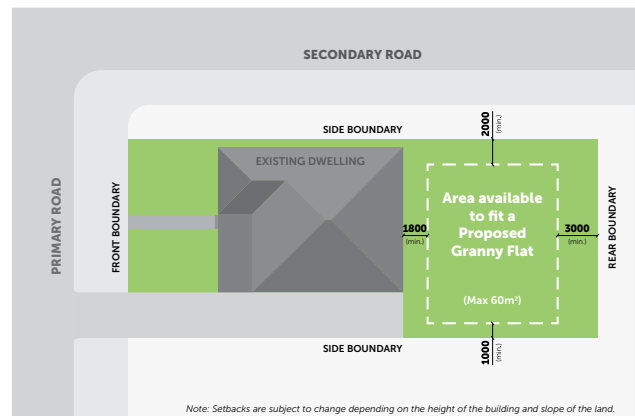 SECONDARY ROAD
PRIMARY ROAD
SIDE BOUNDARY
2000
(min.)
EXISTING DWELLING
FRONT BOUNDARY
Area available
to fit a
Proposed
Granny Flat
(Max 60m²)
1800
(min.)
3000
(min.)
REAR BOUNDARY
SIDE BOUNDARY
1000
(min.)
Note: Setbacks are subject to change depending on the height of the building and slope of the land.